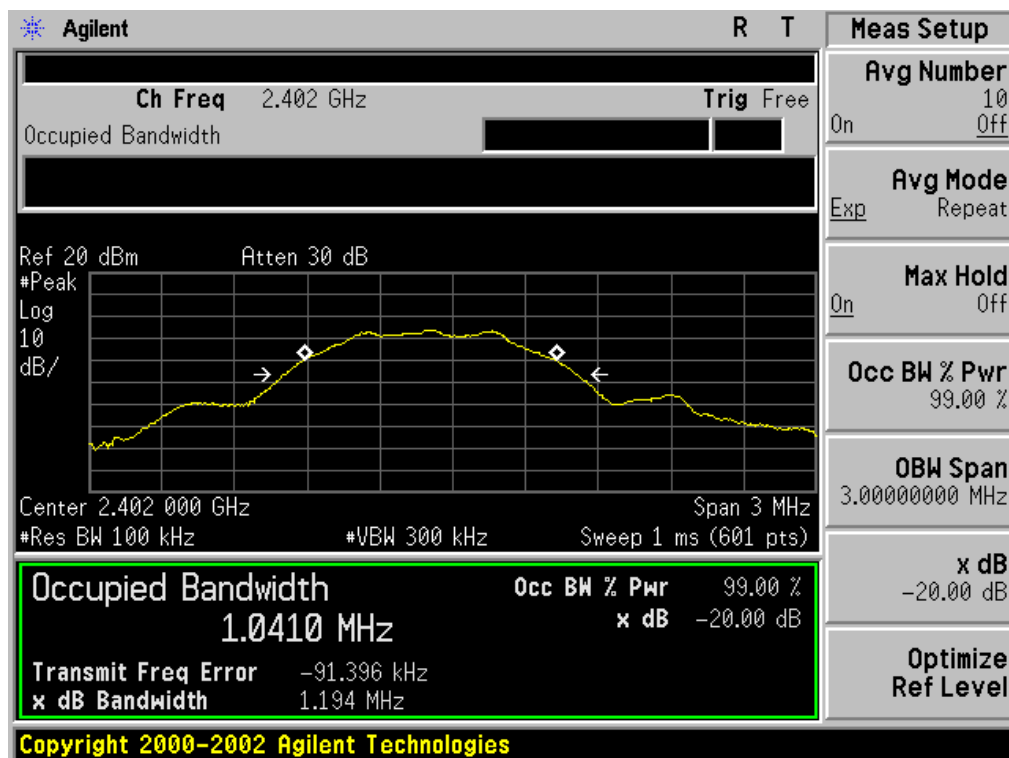 Agilent R T
Ch Freq 2.402 GHz Trig Free
Occupied Bandwidth
Ref 20 dBm Atten 30 dB
#Peak
Log
10
dB/
Center 2.402 000 GHz Span 3 MHz
#Res BW 100 kHz #VBW 300 kHz Sweep 1 ms (601 pts)
Occupied Bandwidth Occ BW % Pwr 99.00 %
1.0410 MHz x dB -20.00 dB
Transmit Freq Error -91.396 kHz
x dB Bandwidth 1.194 MHz
Copyright 2000-2002 Agilent Technologies
Meas Setup
Avg Number
10
On Off
Avg Mode
Exp Repeat
Max Hold
On Off
Occ BW % Pwr
99.00 %
OBW Span
3.00000000 MHz
x dB
-20.00 dB
Optimize
Ref Level